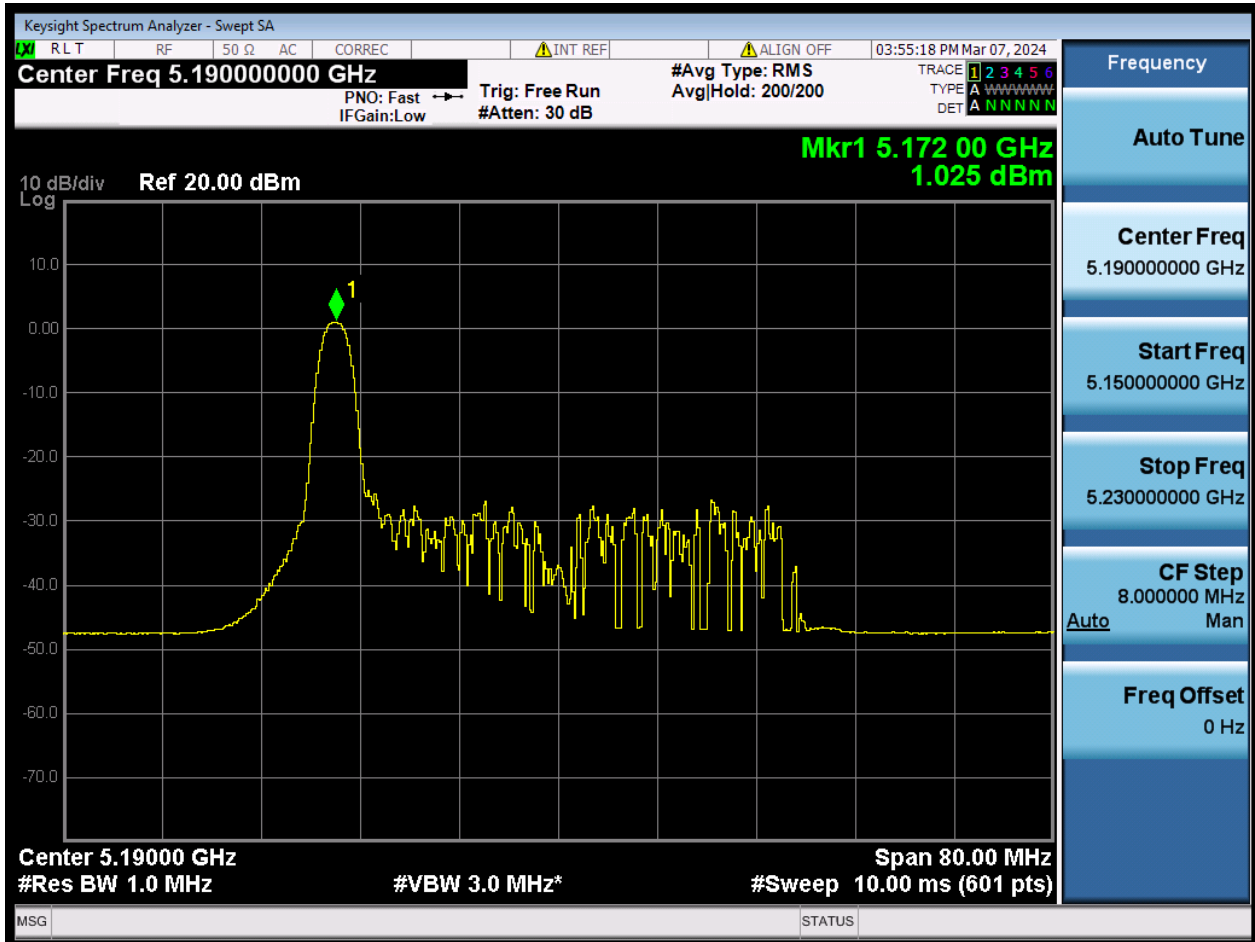 Keysight Spectrum Analyzer - Swept SA
LXI RLT RF 50 Ω AC CORREC INT REF ALIGN OFF 03:55:18 PM Mar 07, 2024
Center Freq 5.190000000 GHz
PNO: Fast
IFGain:Low
Trig: Free Run
#Atten: 30 dB
#Avg Type: RMS
Avg|Hold: 200/200
TRACE 1 2 3 4 5 6
TYPE A WWWWW
DET A N N N N N
Mkr1 5.172 00 GHz
1.025 dBm
10 dB/div Ref 20.00 dBm
Log
10.0
0.00
-10.0
-20.0
-30.0
-40.0
-50.0
-60.0
-70.0
1
Center 5.19000 GHz Span 80.00 MHz
#Res BW 1.0 MHz #VBW 3.0 MHz* #Sweep 10.00 ms (601 pts)
MSG STATUS
Frequency
Auto Tune
Center Freq
5.190000000 GHz
Start Freq
5.150000000 GHz
Stop Freq
5.230000000 GHz
CF Step
8.000000 MHz
Auto Man
Freq Offset
0 Hz